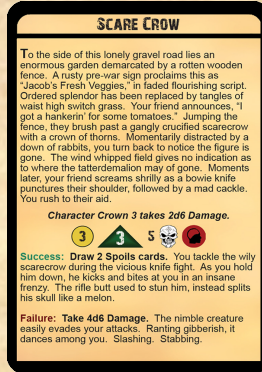 SCARE CROW
To the side of this lonely gravel road lies an
enormous garden demarcated by a rotten wooden
fence. A rusty pre-war sign proclaims this as
"Jacob's Fresh Veggies," in faded flourishing script.
Ordered splendor has been replaced by tangles of
waist high switch grass. Your friend announces, "I
got a hankerin' for some tomatoes." Jumping the
fence, they brush past a gangly crucified scarecrow
with a crown of thorns. Momentarily distracted by a
down of rabbits, you turn back to notice the figure is
gone. The wind whipped field gives no indication as
to where the tatterdemalion may of gone. Moments
later, your friend screams shrilly as a bowie knife
punctures their shoulder, followed by a mad cackle.
You rush to their aid.
Character Crown 3 takes 2d6 Damage.
3 3 5
Success: Draw 2 Spoils cards. You tackle the wily
scarecrow during the vicious knife fight. As you hold
him down, he kicks and bites at you in an insane
frenzy. The rifle butt used to stun him, instead splits
his skull like a melon.
Failure: Take 4d6 Damage. The nimble creature
easily evades your attacks. Ranting gibberish, it
dances among you. Slashing. Stabbing.